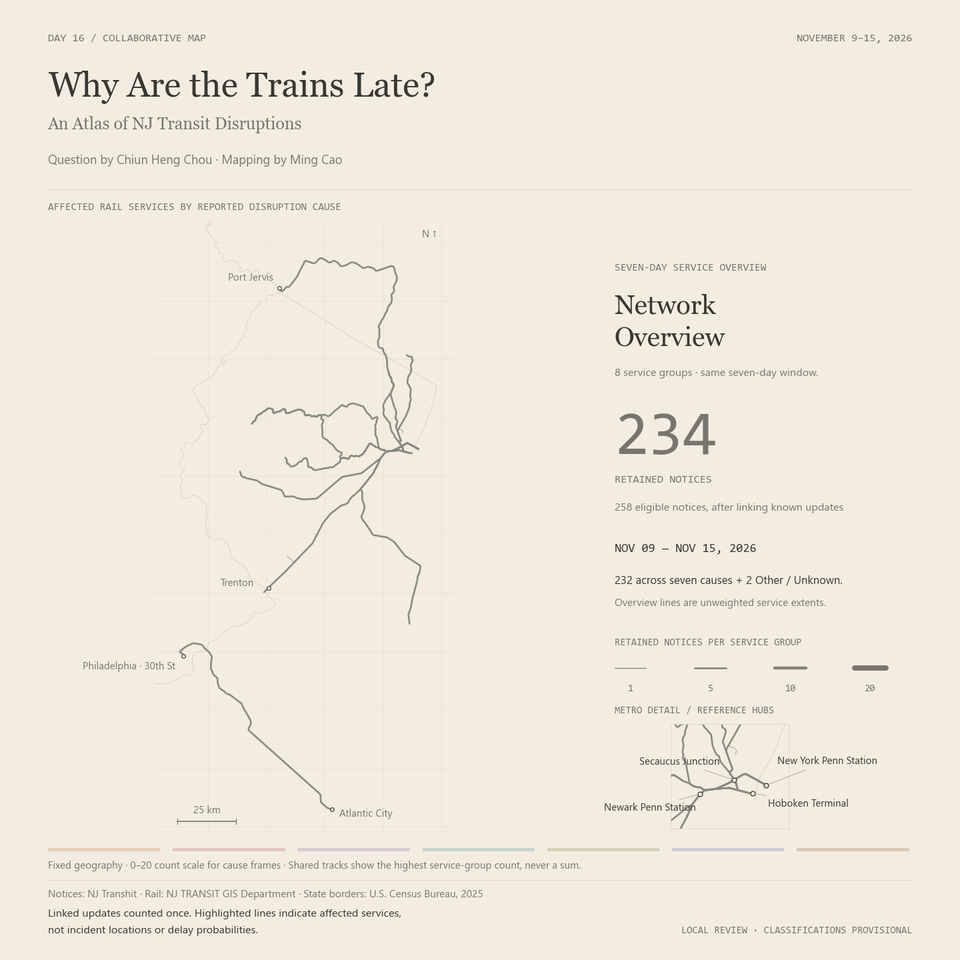 DAY 16 / COLLABORATIVE MAP
NOVEMBER 9–15, 2026
Why Are the Trains Late?
An Atlas of NJ Transit Disruptions
Question by Chiun Heng Chou · Mapping by Ming Cao
AFFECTED RAIL SERVICES BY REPORTED DISRUPTION CAUSE
N ↑
Port Jervis
Trenton
Philadelphia · 30th St
Atlantic City
25 km
SEVEN-DAY SERVICE OVERVIEW
Network
Overview
8 service groups · same seven-day window.
234
RETAINED NOTICES
258 eligible notices, after linking known updates
NOV 09 — NOV 15, 2026
232 across seven causes + 2 Other / Unknown.
Overview lines are unweighted service extents.
RETAINED NOTICES PER SERVICE GROUP
1 5 10 20
METRO DETAIL / REFERENCE HUBS
Secaucus Junction
New York Penn Station
Newark Penn Station
Hoboken Terminal
Fixed geography · 0–20 count scale for cause frames · Shared tracks show the highest service-group count, never a sum.
Notices: NJ Transhit · Rail: NJ TRANSIT GIS Department · State borders: U.S. Census Bureau, 2025
Linked updates counted once. Highlighted lines indicate affected services,
not incident locations or delay probabilities.
LOCAL REVIEW · CLASSIFICATIONS PROVISIONAL